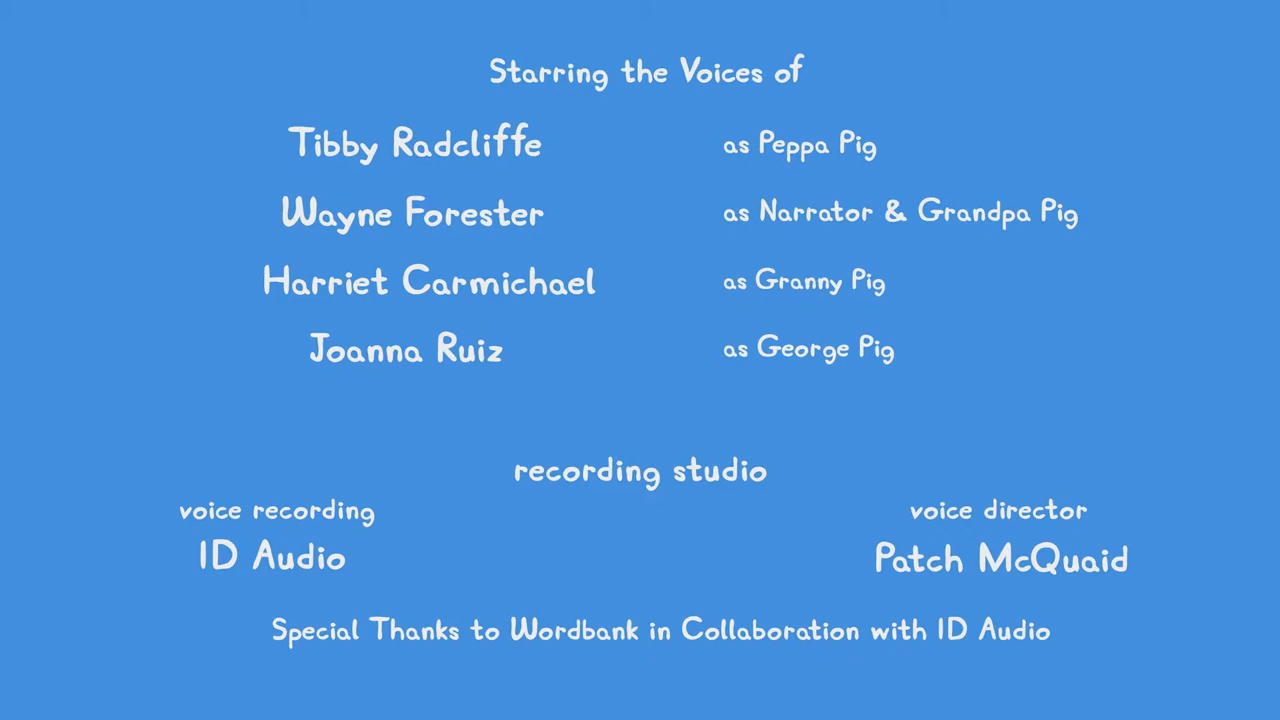 Starring the Voices of
Tibby Radcliffe as Peppa Pig
Wayne Forester as Narrator & Grandpa Pig
Harriet Carmichael as Granny Pig
Joanna Ruiz as George Pig
recording studio
voice recording voice director
ID Audio Patch McQuaid
Special Thanks to Wordbank in Collaboration with ID Audio